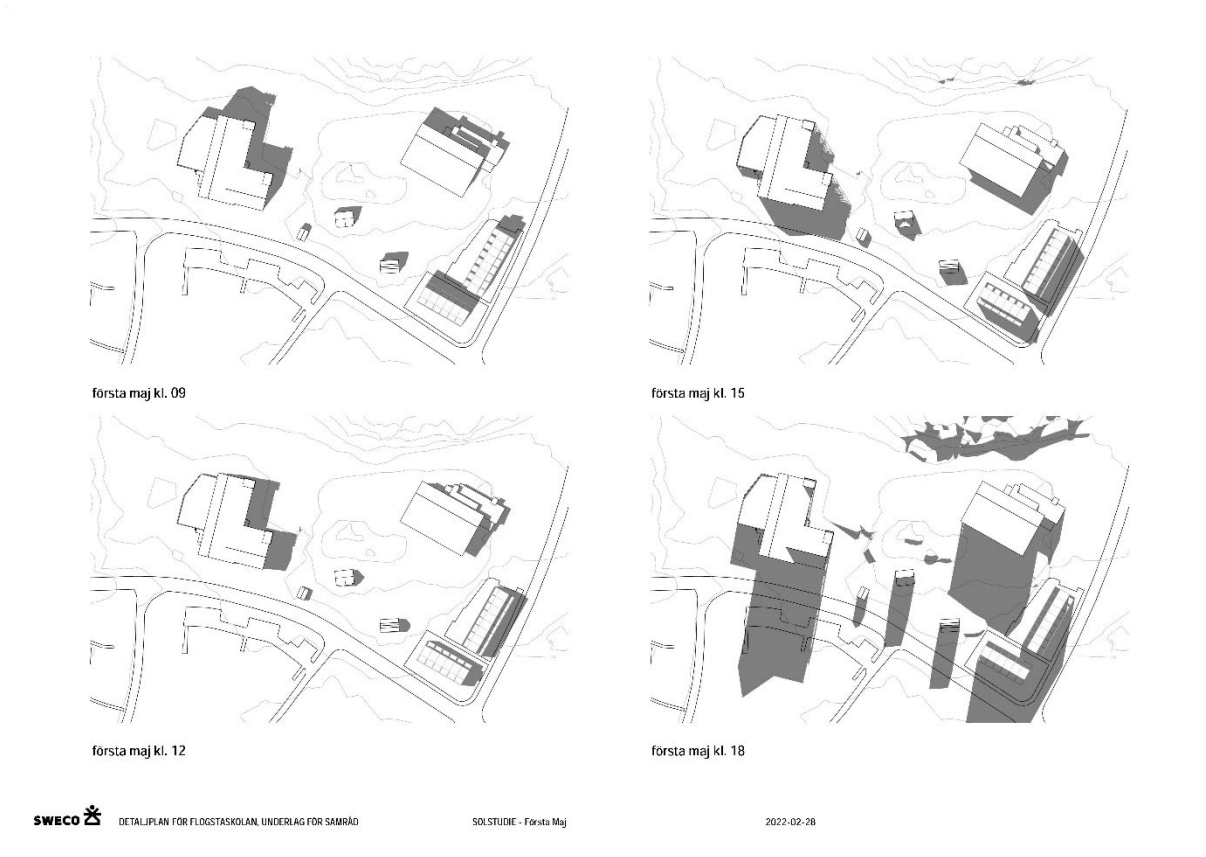 första maj kl. 09
första maj kl. 15
första maj kl. 12
första maj kl. 18
SWECO
DETALJPLAN FÖR FLOGSTASKOLAN, UNDERLAG FÖR SAMRÅD
SOLSTUDIE - Första Maj
2022-02-28